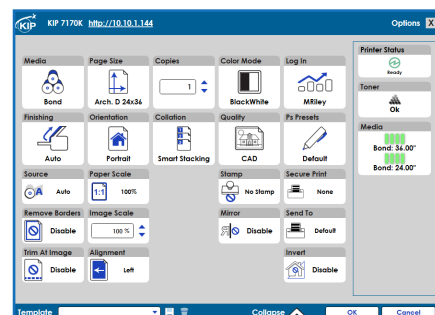 KIP KIP 7170K http://10.10.1.144 Options X
Media Page Size Copies Color Mode Log In
1
Bond Arch. D 24x36 BlackWhite MRiley
Finishing Orientation Collation Quality Ps Presets
Auto Portrait Smart Stacking CAD Default
Source Paper Scale Stamp Secure Print
A Auto 1:1 100% No Stamp None
Remove Borders Image Scale Mirror Send To
Disable 100 % Disable Default
Trim At Image Alignment Invert
Disable Left Disable
Printer Status
Ready
Toner
Ok
Media
Bond: 36.00"
Bond: 24.00"
Template Collapse OK Cancel